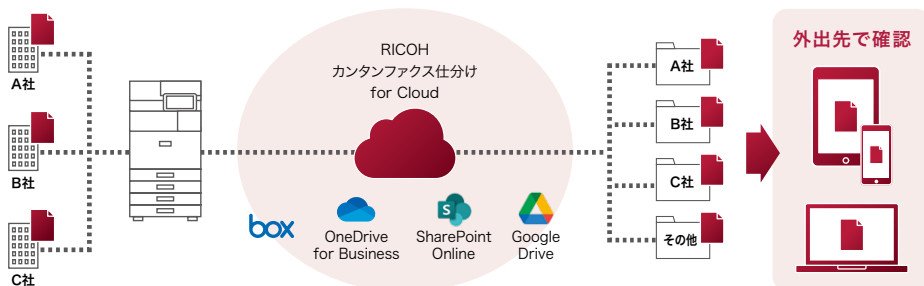 A社
B社
C社
RICOH
カンタンファクス仕分け
for Cloud
box
OneDrive
for Business
S
SharePoint
Online
Google
Drive
A社
B社
C社
その他
外出先で確認